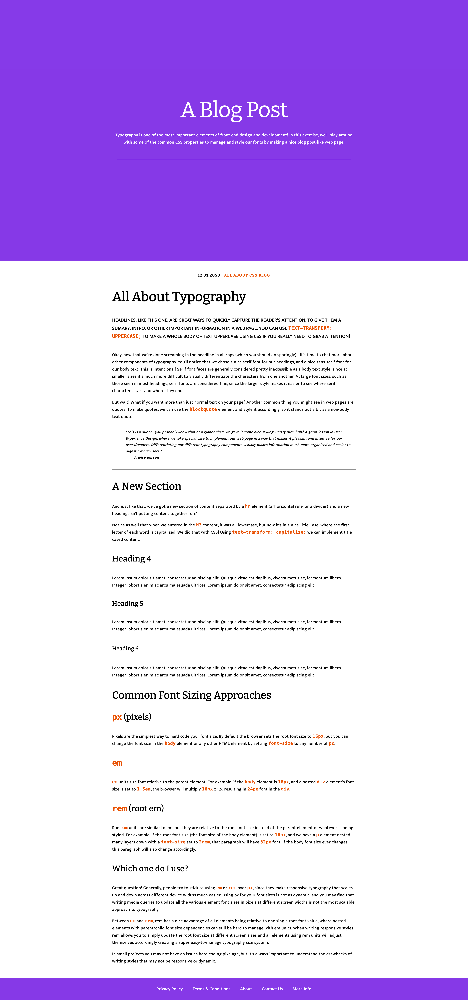 A Blog Post
Typography is one of the most important elements of front end design and development! In this exercise, we'll play around
with some of the common CSS properties to manage and style our fonts by making a nice blog post-like web page.
12.31.2050 | ALL ABOUT CSS BLOG
All About Typography
HEADLINES, LIKE THIS ONE, ARE GREAT WAYS TO QUICKLY CAPTURE THE READER'S ATTENTION, TO GIVE THEM A
SUMARY, INTRO, OR OTHER IMPORTANT INFORMATION IN A WEB PAGE. YOU CAN USE TEXT-TRANSFORM:
UPPERCASE; TO MAKE A WHOLE BODY OF TEXT UPPERCASE USING CSS IF YOU REALLY NEED TO GRAB ATTENTION!
Okay, now that we're done screaming in the headline in all caps (which you should do sparingly) - it's time to chat more about
other components of typography. You'll notice that we chose a nice serif font for our headings, and a nice sans-serif font for
our body text. This is intentional! Serif font faces are generally considered pretty inaccessible as a body text style, since at
smaller sizes it's much more difficult to visually differentiate the characters from one another. At large font sizes, such as
those seen in most headings, serif fonts are considered fine, since the larger style makes it easier to see where serif
characters start and where they end.
But wait! What if you want more than just normal text on your page? Another common thing you might see in web pages are
quotes. To make quotes, we can use the blockquote element and style it accordingly, so it stands out a bit as a non-body
text quote.
"This is a quote - you probably knew that at a glance since we gave it some nice styling. Pretty nice, huh? A great lesson in User
Experience Design, where we take special care to implement our web page in a way that makes it pleasant and intuitive for our
users/readers. Differentiating our different typography components visually makes information much more organized and easier to
digest for our users."
– A wise person
A New Section
And just like that, we've got a new section of content separated by a hr element (a 'horizontal rule' or a divider) and a new
heading. Isn't putting content together fun?
Notice as well that when we entered in the H3 content, it was all lowercase, but now it's in a nice Title Case, where the first
letter of each word is capitalized. We did that with CSS! Using text-transform: capitalize; we can implement title
cased content.
Heading 4
Lorem ipsum dolor sit amet, consectetur adipiscing elit. Quisque vitae est dapibus, viverra metus ac, fermentum libero.
Integer lobortis enim ac arcu malesuada ultrices. Lorem ipsum dolor sit amet, consectetur adipiscing elit.
Heading 5
Lorem ipsum dolor sit amet, consectetur adipiscing elit. Quisque vitae est dapibus, viverra metus ac, fermentum libero.
Integer lobortis enim ac arcu malesuada ultrices. Lorem ipsum dolor sit amet, consectetur adipiscing elit.
Heading 6
Lorem ipsum dolor sit amet, consectetur adipiscing elit. Quisque vitae est dapibus, viverra metus ac, fermentum libero.
Integer lobortis enim ac arcu malesuada ultrices. Lorem ipsum dolor sit amet, consectetur adipiscing elit.
Common Font Sizing Approaches
px (pixels)
Pixels are the simplest way to hard code your font size. By default the browser sets the root font size to 16px, but you can
change the font size in the body element or any other HTML element by setting font-size to any number of px.
em
em units size font relative to the parent element. For example, if the body element is 16px, and a nested div element's font
size is set to 1.5em, the browser will multiply 16px x 1.5, resulting in 24px font in the div.
rem (root em)
Root em units are similar to em, but they are relative to the root font size instead of the parent element of whatever is being
styled. For example, if the root font size (the font size of the body element) is set to 16px, and we have a p element nested
many layers down with a font-size set to 2rem, that paragraph will have 32px font. If the body font size ever changes,
this paragraph will also change accordingly.
Which one do I use?
Great question! Generally, people try to stick to using em or rem over px, since they make responsive typography that scales
up and down across different device widths much easier. Using px for your font sizes is not as dynamic, and you may find that
writing media queries to update all the various element font sizes in pixels at different screen widths is not the most scalable
approach to typography.
Between em and rem, rem has a nice advantage of all elements being relative to one single root font value, where nested
elements with parent/child font size dependencies can still be hard to manage with em units. When writing responsive styles,
rem allows you to simply update the root font size at different screen sizes and all elements using rem units will adjust
themselves accordingly creating a super easy-to-manage typography size system.
In small projects you may not have an issues hard coding pixelage, but it's always important to understand the drawbacks of
writing styles that may not be responsive or dynamic.
Privacy Policy Terms & Conditions About Contact Us More Info